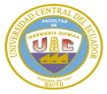 UNIVERSIDAD CENTRAL DEL ECUADOR
FACULTAD
DE
INGENIERIA QUIMICA
QUITO